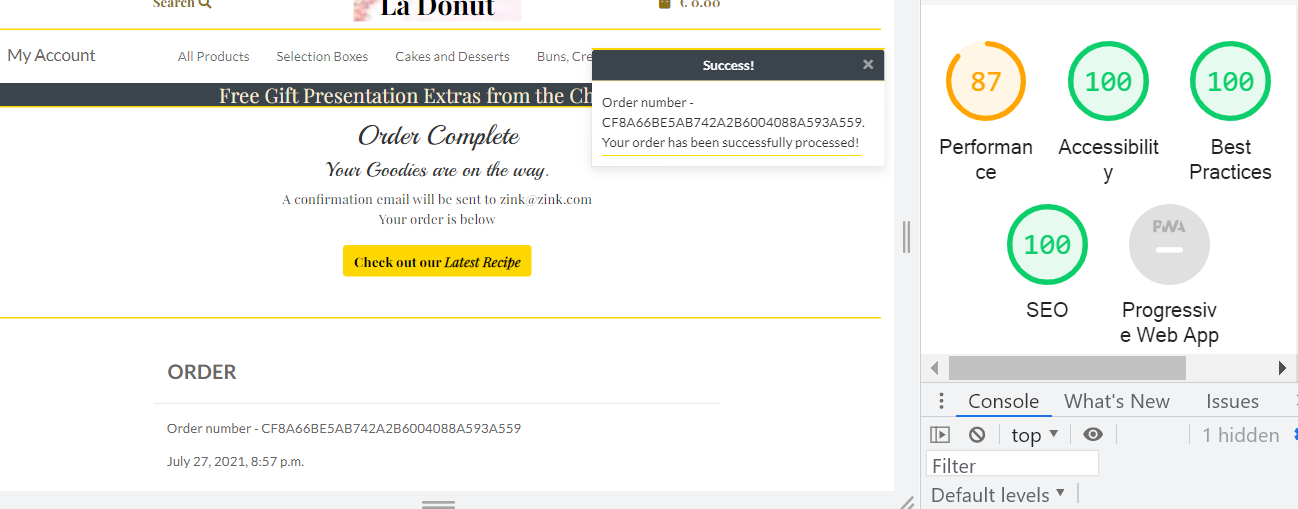 Search
La Donut
€ 0.00
My Account
All Products
Selection Boxes
Cakes and Desserts
Buns, Cre
Success!
×
Free Gift Presentation Extras from the Ch
Order number -
CF8A66BE5AB742A2B6004088A593A559.
Your order has been successfully processed!
Order Complete
Your Goodies are on the way.
A confirmation email will be sent to zink@zink.com
Your order is below
Check out our Latest Recipe
ORDER
Order number - CF8A66BE5AB742A2B6004088A593A559
July 27, 2021, 8:57 p.m.
87
Performan
ce
100
Accessibilit
y
100
Best
Practices
100
SEO
PWA
Progressiv
e Web App
Console
What's New
Issues
top
1 hidden
Filter
Default levels